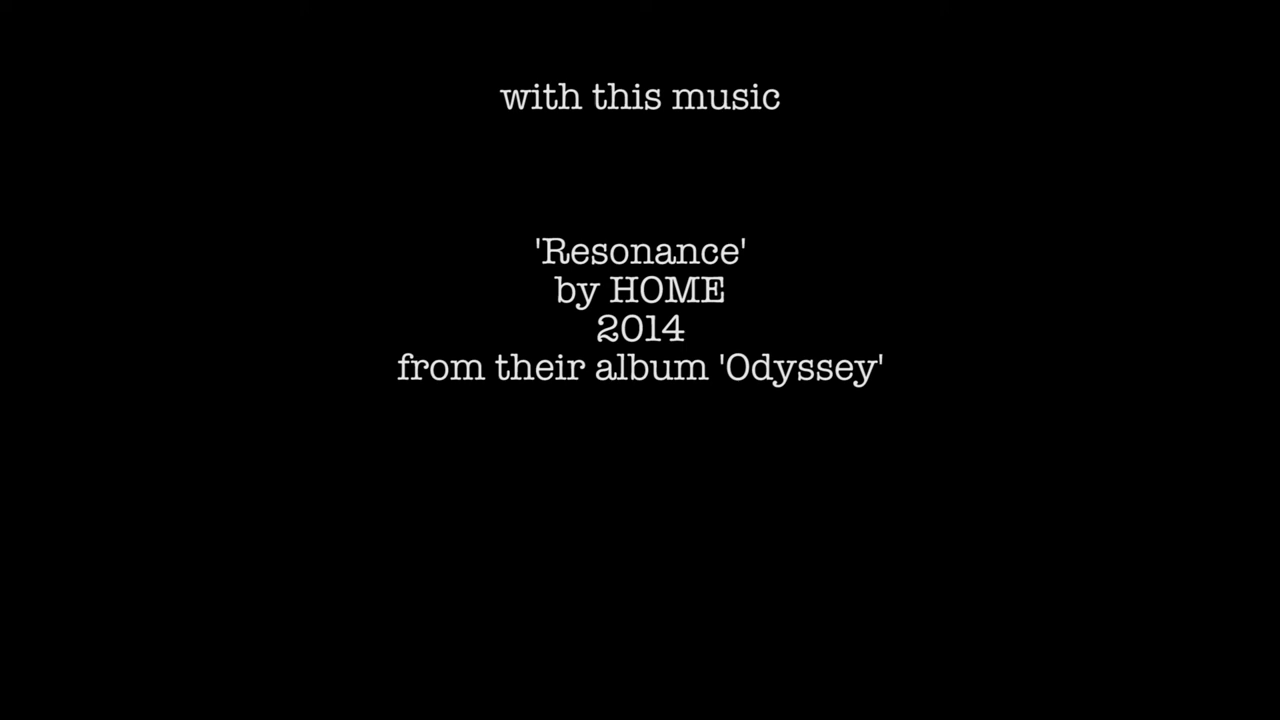 with this music
'Resonance'
by HOME
2014
from their album 'Odyssey'